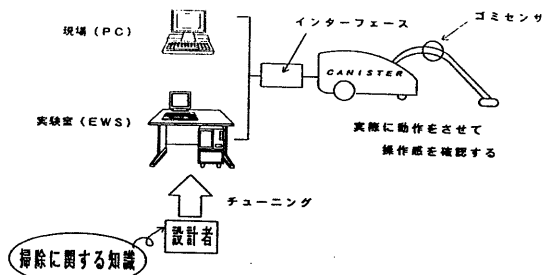 現場(PC)
インターフェース
ゴミセンサ
CANISTER
実験室(EWS)
実際に動作をさせて
操作感を確認する
チューニング
設計者
掃除に関する知識